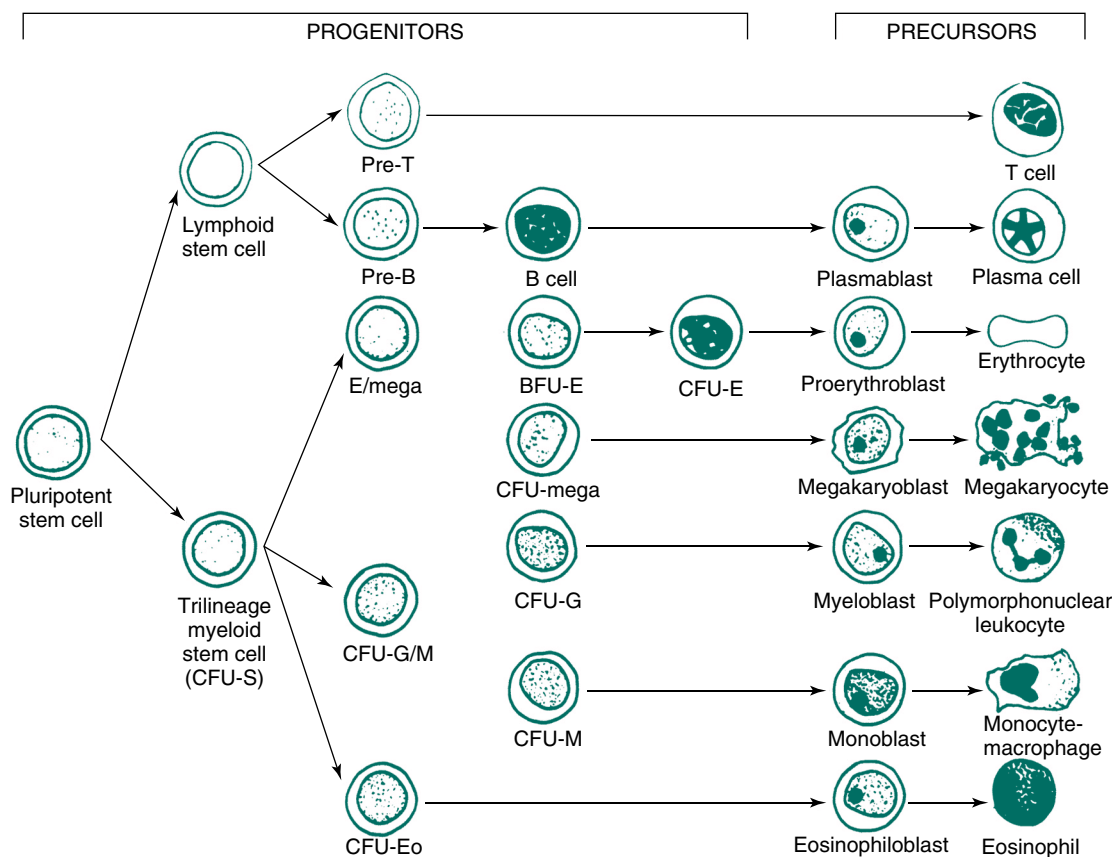 PROGENITORS
PRECURSORS
Pre-T
T cell
Lymphoid
stem cell
Pre-B
B cell
Plasmablast
Plasma cell
E/mega
BFU-E
CFU-E
Proerythroblast
Erythrocyte
Pluripotent
stem cell
CFU-mega
Megakaryoblast
Megakaryocyte
Trilineage
myeloid
stem cell
(CFU-S)
CFU-G/M
CFU-G
Myeloblast
Polymorphonuclear
leukocyte
CFU-M
Monoblast
Monocyte-
macrophage
CFU-Eo
Eosinophiloblast
Eosinophil